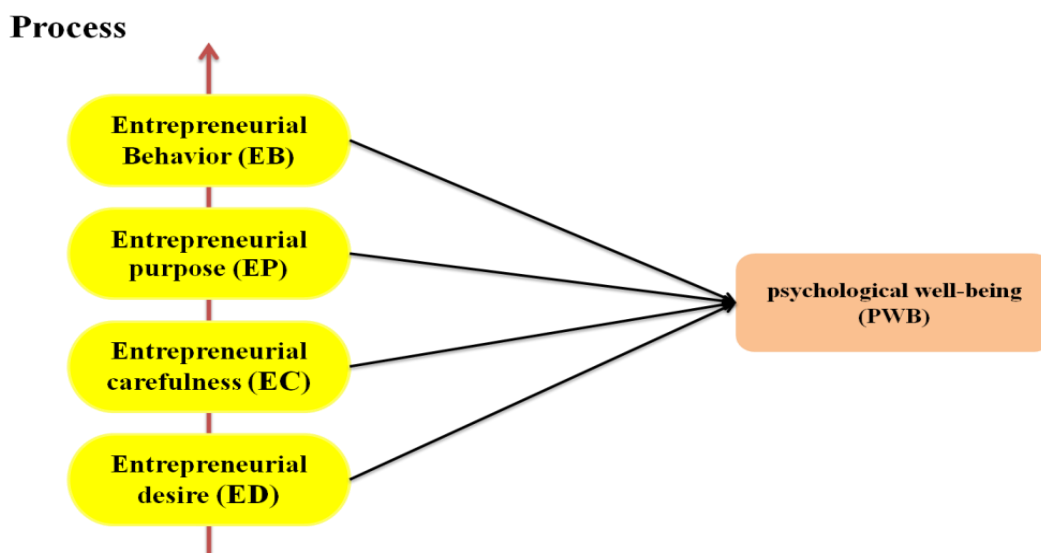 Process
Entrepreneurial
Behavior (EB)
Entrepreneurial
purpose (EP)
Entrepreneurial
carefulness (EC)
Entrepreneurial
desire (ED)
psychological well-being
(PWB)